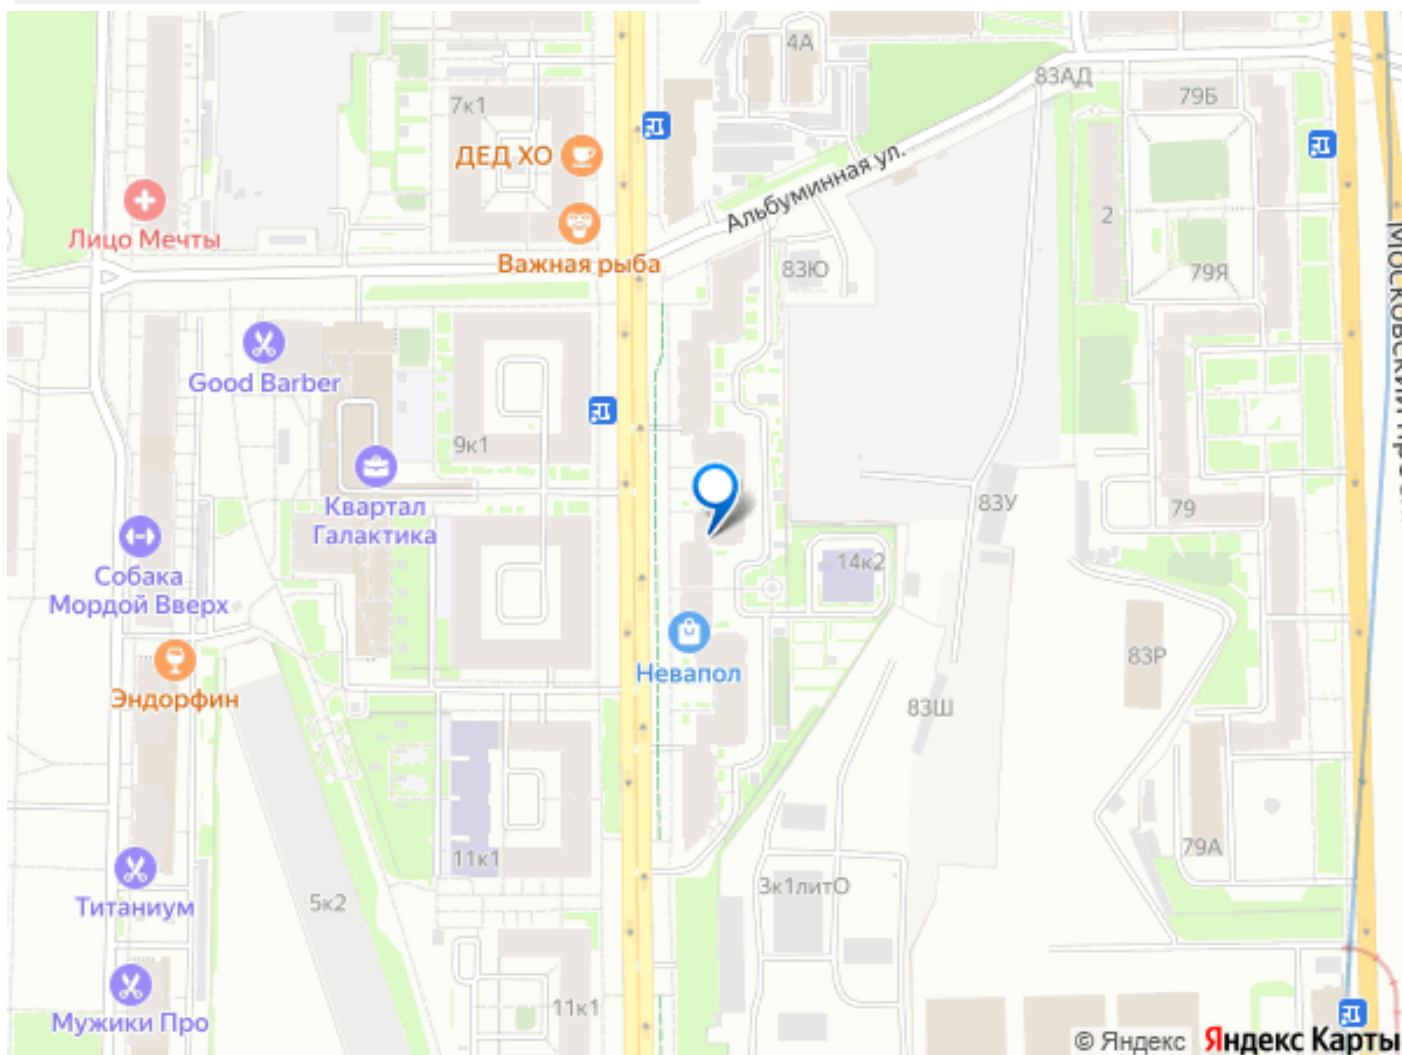 4А
83АД
7к1
79Б
ДЕД ХО
Альбуминная ул.
2
Лицо Мечты
Важная рыба
83Ю
79Я
Московский
Good Barber
9к1
Квартал
Галактика
83У
79
14к2
Собака
Мордой Вверх
Невапол
83Р
Эндорфин
83Ш
11к1
79А
5к2
3к1литО
Титаниум
11к1
Мужики Про
© Яндекс Яндекс Карты